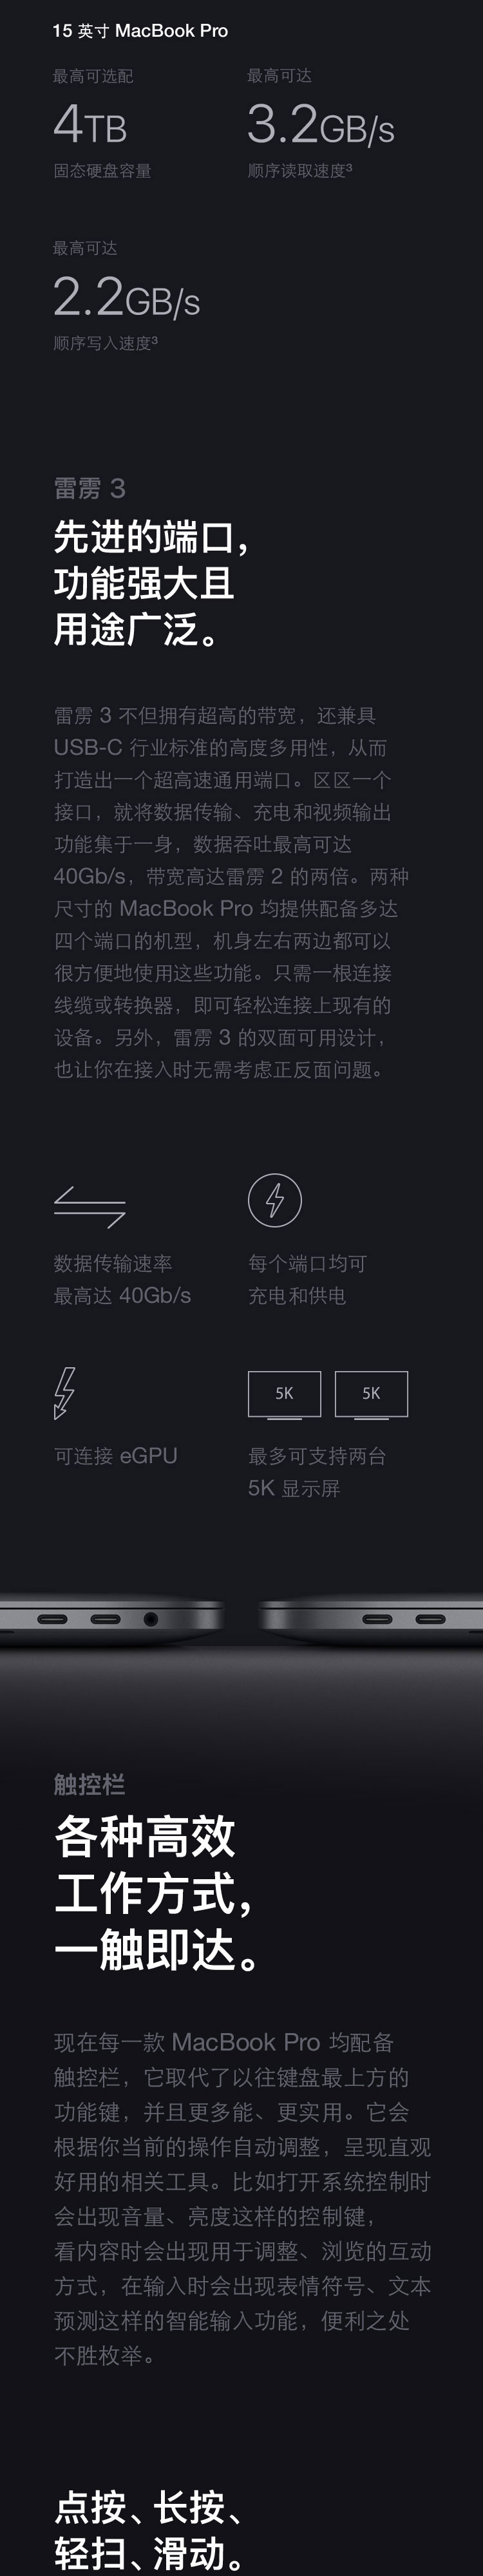 15 英寸 MacBook Pro
最高可选配
4TB
固态硬盘容量
最高可达
3.2GB/s
顺序读取速度³
最高可达
2.2GB/s
顺序写入速度³
雷雳 3
先进的端口，
功能强大且
用途广泛。
雷雳 3 不但拥有超高的带宽，还兼具
USB-C 行业标准的高度多用性，从而
打造出一个超高速通用端口。区区一个
接口，就将数据传输、充电和视频输出
功能集于一身，数据吞吐最高可达
40Gb/s，带宽高达雷雳 2 的两倍。两种
尺寸的 MacBook Pro 均提供配备多达
四个端口的机型，机身左右两边都可以
很方便地使用这些功能。只需一根连接
线缆或转换器，即可轻松连接上现有的
设备。另外，雷雳 3 的双面可用设计，
也让你在接入时无需考虑正反面问题。
数据传输速率
最高达 40Gb/s
每个端口均可
充电和供电
可连接 eGPU
5K
5K
最多可支持两台
5K 显示屏
触控栏
各种高效
工作方式，
一触即达。
现在每一款 MacBook Pro 均配备
触控栏，它取代了以往键盘最上方的
功能键，并且更多能、更实用。它会
根据你当前的操作自动调整，呈现直观
好用的相关工具。比如打开系统控制时
会出现音量、亮度这样的控制键，
看内容时会出现用于调整、浏览的互动
方式，在输入时会出现表情符号、文本
预测这样的智能输入功能，便利之处
不胜枚举。
点按、长按、
轻扫、滑动。